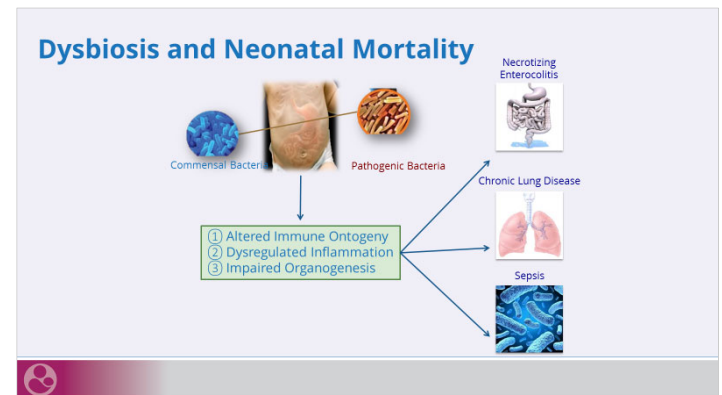 Dysbiosis and Neonatal Mortality
Necrotizing
Enterocolitis
Commensal Bacteria
Pathogenic Bacteria
Chronic Lung Disease
① Altered Immune Ontogeny
② Dysregulated Inflammation
③ Impaired Organogenesis
Sepsis